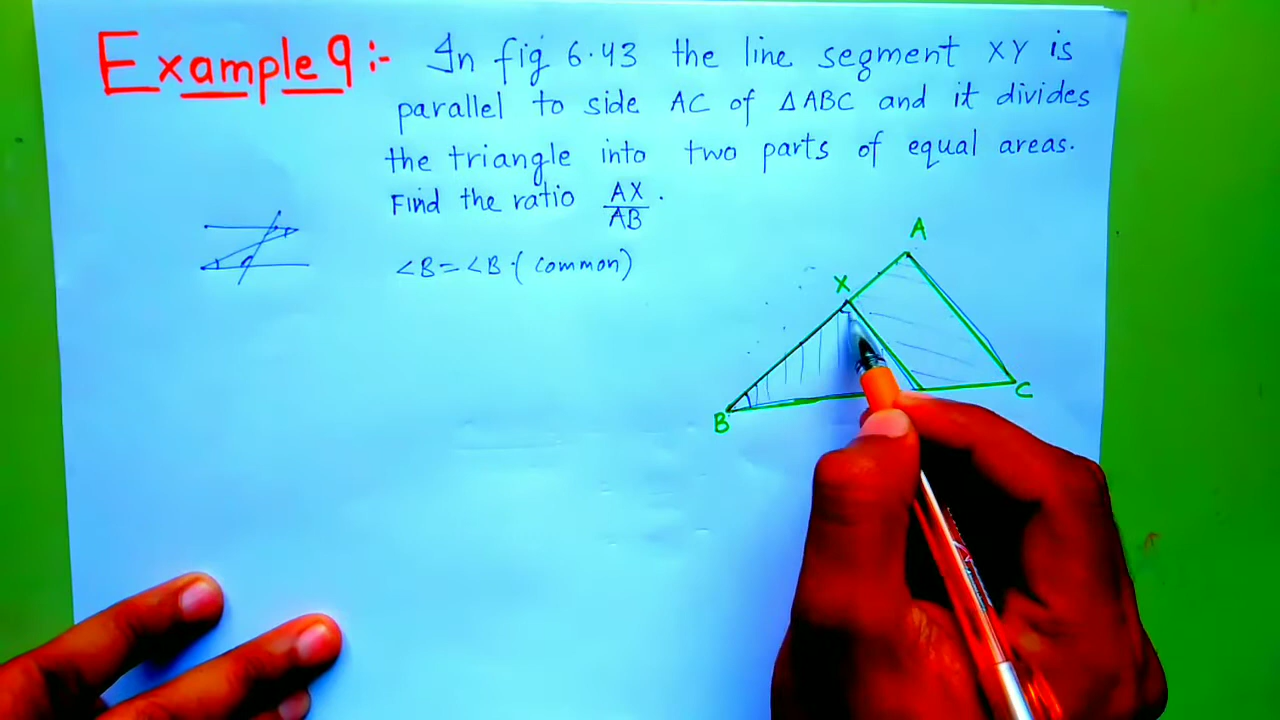 Example 9:- In fig 6.43 the line segment XY is
parallel to side AC of △ABC and it divides
the triangle into two parts of equal areas.
Find the ratio AX/AB.
∠B=∠B.(common)
A
X
B
C